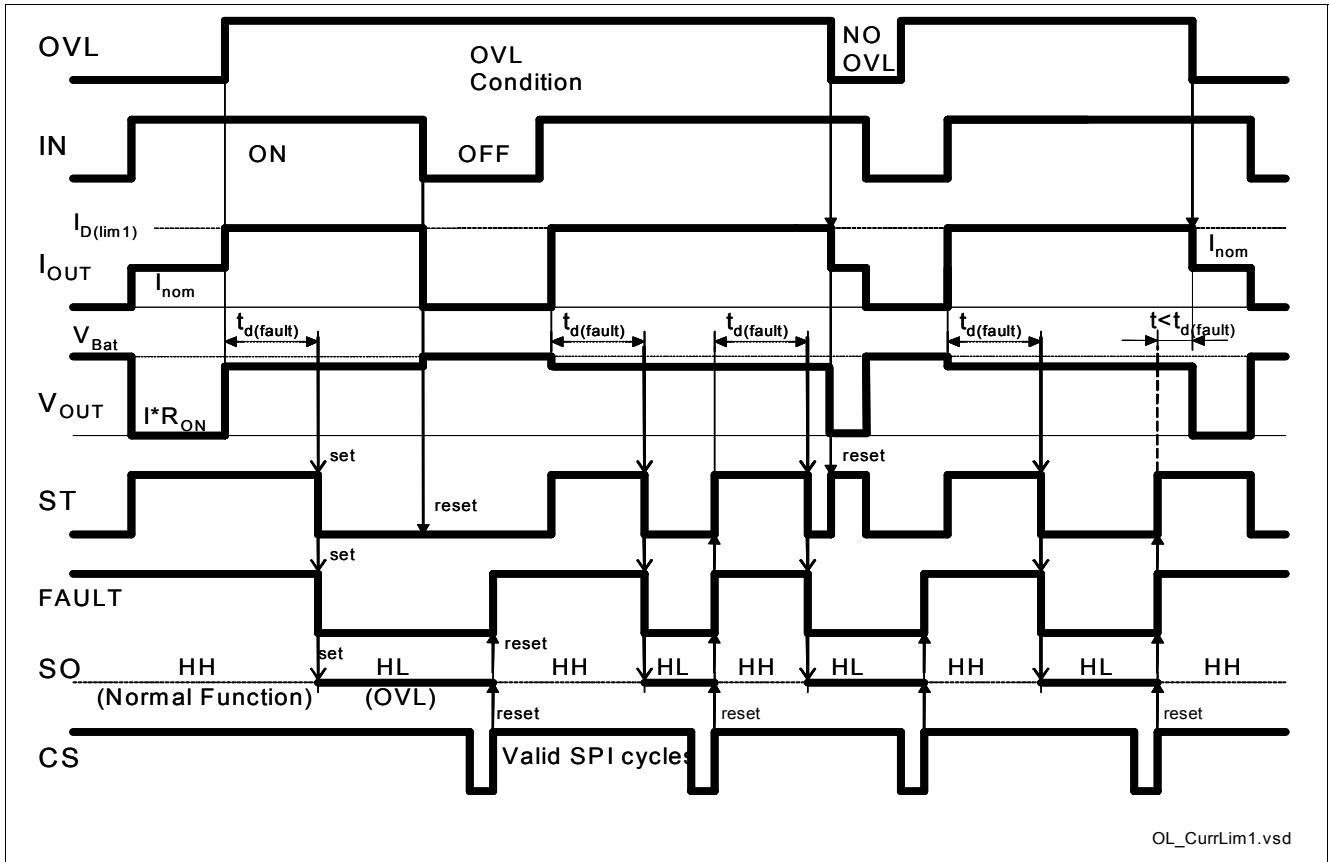 OVL
OVL
Condition
NO
OVL
IN
ON
OFF
I_D(lim1)
I_OUT
I_nom
I_nom
V_Bat
t_d(fault)
t_d(fault)
t_d(fault)
t_d(fault)
t<t_d(fault)
V_OUT
I*R_ON
set
reset
ST
reset
set
FAULT
reset
set
SO
HH
HL
HH
HL
HH
HL
HH
HL
HH
(Normal Function)
(OVL)
reset
reset
reset
CS
Valid SPI cycles
OL_CurrLim1.vsd